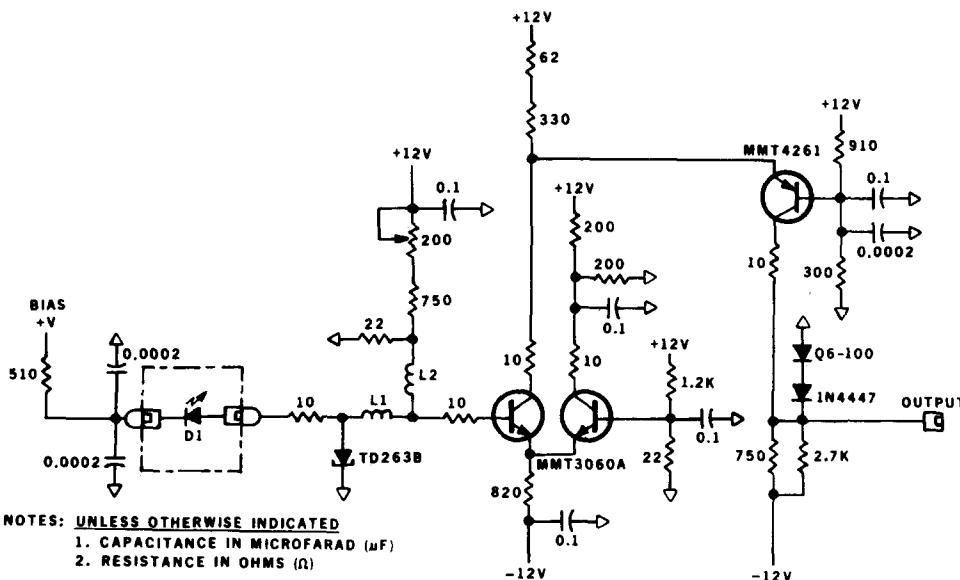 +12V
62
330
+12V
MMT4261
910
0.1
0.0002
300
+12V
0.1
200
750
22
L2
+12V
200
200
0.1
10
10
10
BIAS
+V
510
0.0002
0.0002
D1
10
L1
10
TD263B
MMT3060A
820
0.1
-12V
+12V
1.2K
0.1
22
Q6-100
1N4447
OUTPUT
750
2.7K
-12V
NOTES: UNLESS OTHERWISE INDICATED
1. CAPACITANCE IN MICROFARAD (µF)
2. RESISTANCE IN OHMS (Ω)